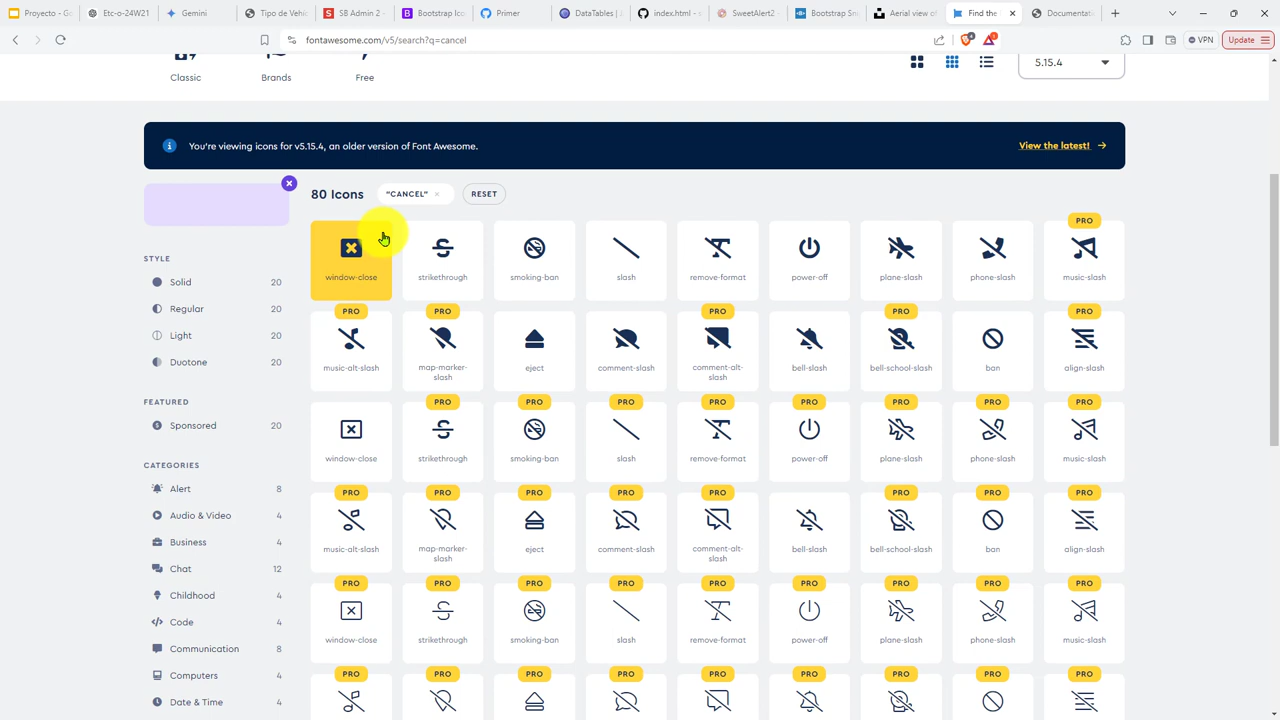 Proyecto - Ga
Etc-o-24W21
Gemini
Tipo de Vehic
SB Admin 2 -
Bootstrap Ico
Primer
DataTables |
index.html - s
SweetAlert2 -
Bootstrap Sni
Aerial view of
Find the
Documentati
fontawesome.com/v5/search?q=cancel
VPN
Update
Classic
Brands
Free
5.15.4
You're viewing icons for v5.15.4, an older version of Font Awesome.
View the latest!
80 Icons
"CANCEL" ×
RESET
STYLE
Solid 20
Regular 20
Light 20
Duotone 20
FEATURED
Sponsored 20
CATEGORIES
Alert 8
Audio & Video 4
Business 4
Chat 12
Childhood 4
Code 4
Communication 8
Computers 4
Date & Time 4
PRO
window-close strikethrough smoking-ban slash remove-format power-off plane-slash phone-slash music-slash
PRO PRO PRO PRO PRO PRO PRO
music-alt-slash map-marker-slash eject comment-slash comment-alt-slash bell-slash bell-school-slash ban align-slash
PRO PRO PRO PRO PRO PRO PRO PRO
window-close strikethrough smoking-ban slash remove-format power-off plane-slash phone-slash music-slash
PRO PRO PRO PRO PRO PRO PRO PRO
music-alt-slash map-marker-slash eject comment-slash comment-alt-slash bell-slash bell-school-slash ban align-slash
PRO PRO PRO PRO PRO PRO PRO PRO PRO
window-close strikethrough smoking-ban slash remove-format power-off plane-slash phone-slash music-slash
PRO PRO PRO PRO PRO PRO PRO PRO PRO